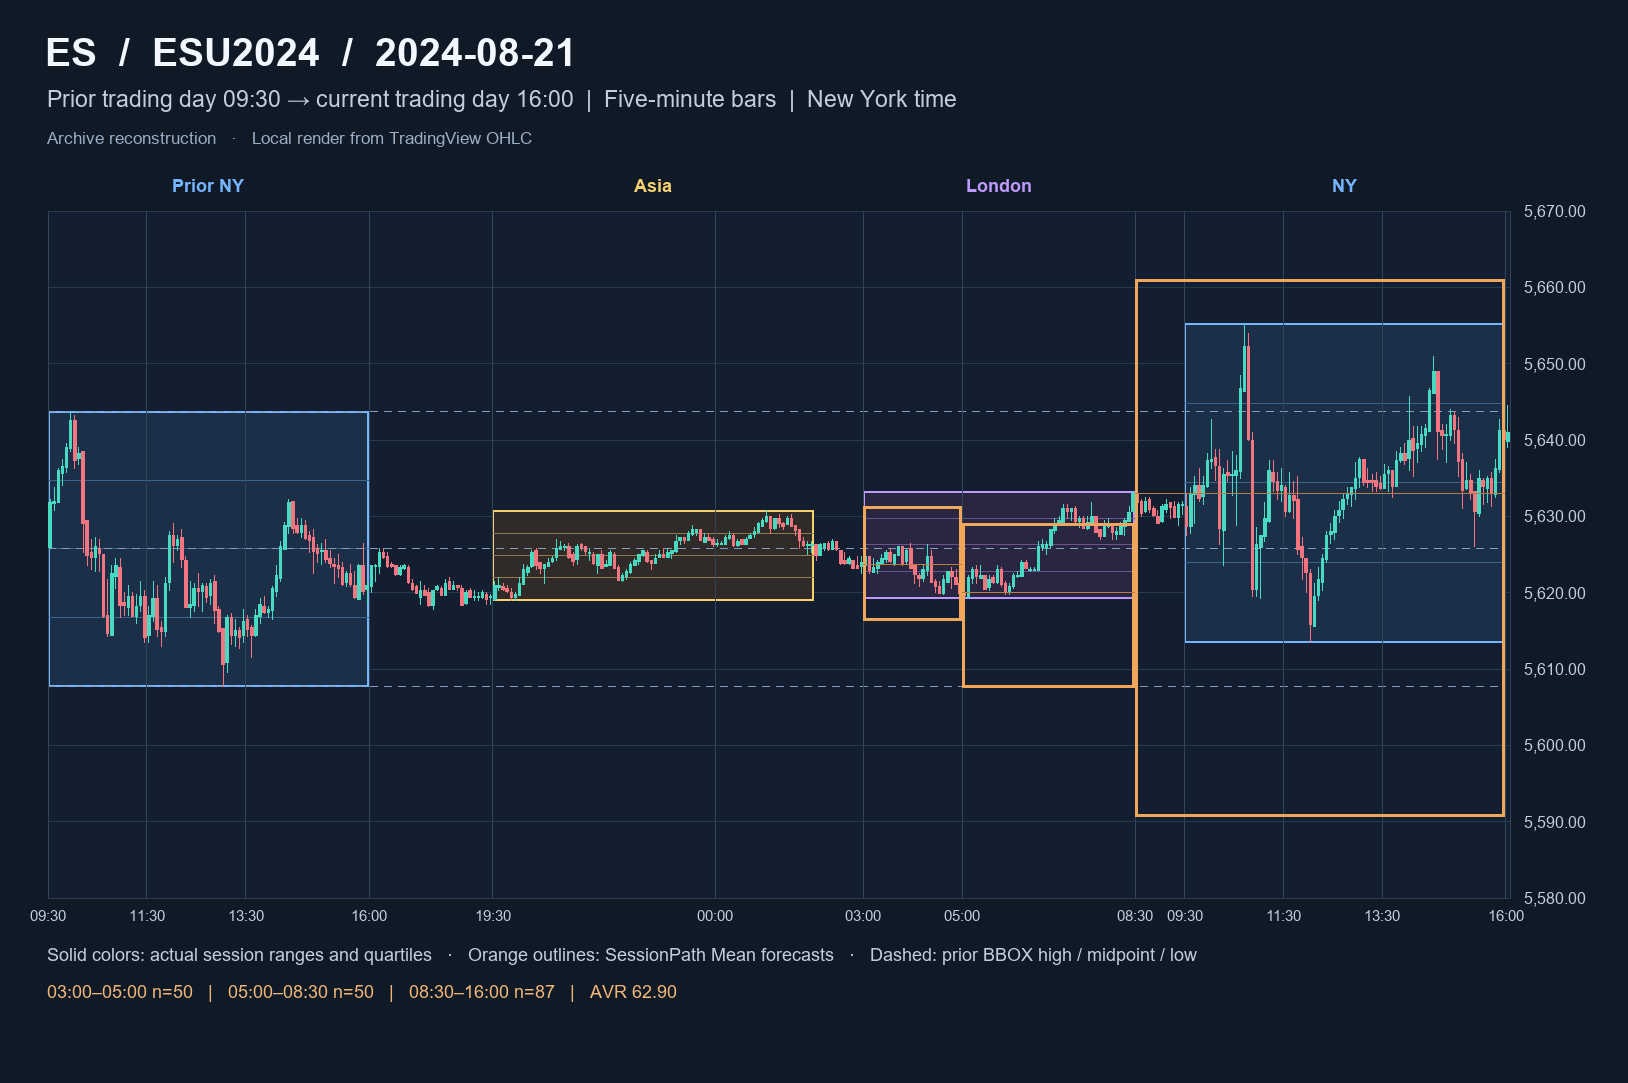 ES / ESU2024 / 2024-08-21
Prior trading day 09:30 → current trading day 16:00 | Five-minute bars | New York time
Archive reconstruction · Local render from TradingView OHLC
Prior NY Asia London NY
5,670.00
5,660.00
5,650.00
5,640.00
5,630.00
5,620.00
5,610.00
5,600.00
5,590.00
5,580.00
09:30 11:30 13:30 16:00 19:30 00:00 03:00 05:00 08:30 09:30 11:30 13:30 16:00
Solid colors: actual session ranges and quartiles · Orange outlines: SessionPath Mean forecasts · Dashed: prior BBOX high / midpoint / low
03:00–05:00 n=50 | 05:00–08:30 n=50 | 08:30–16:00 n=87 | AVR 62.90